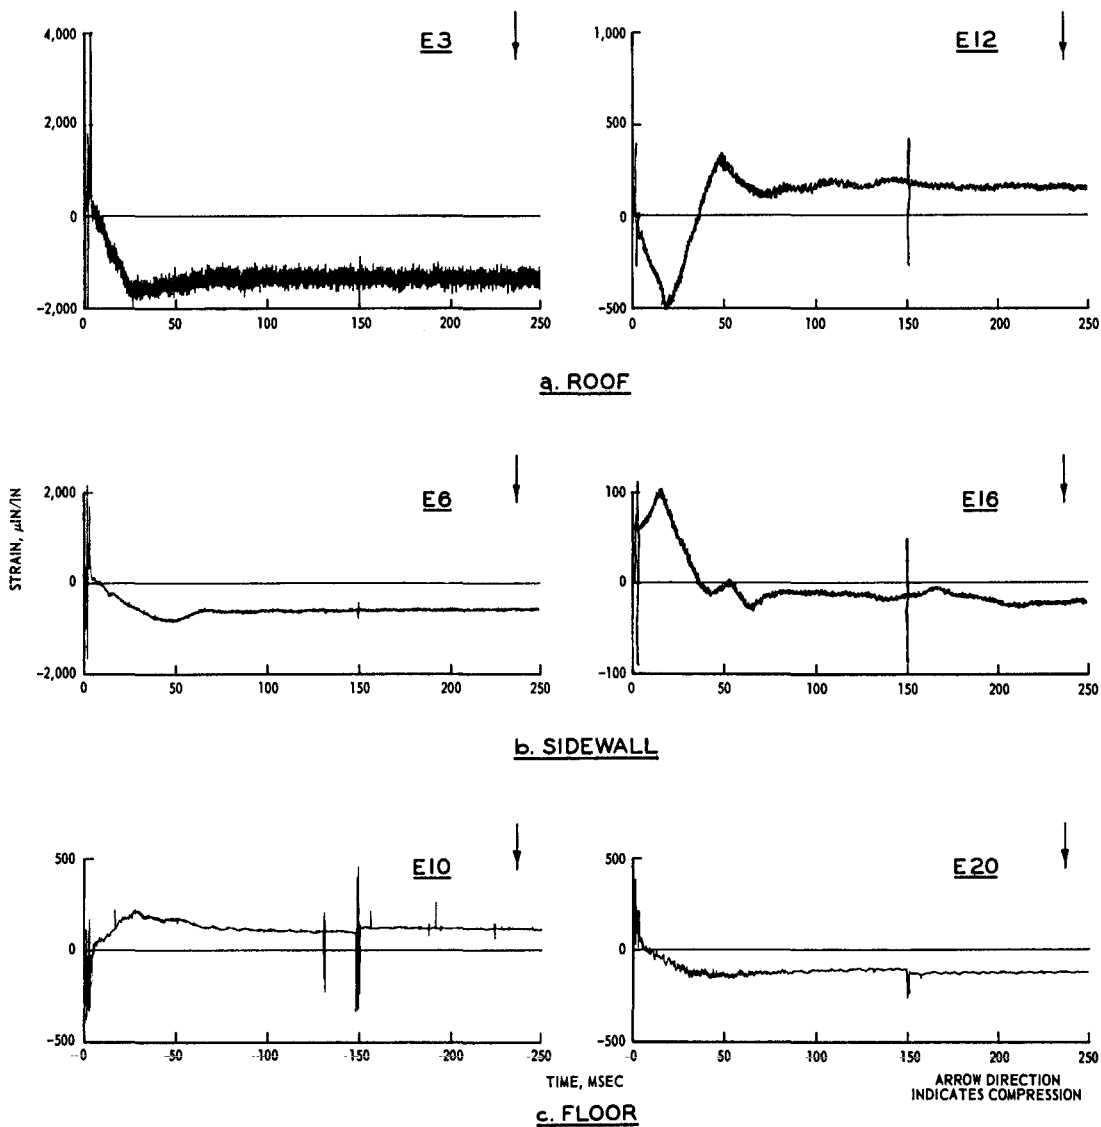 E3
4,000
2,000
0
-2,000
0 50 100 150 200 250
E12
1,000
500
0
-500
0 50 100 150 200 250
a. ROOF
STRAIN, μIN/IN
E6
2,000
0
-2,000
0 50 100 150 200 250
E16
100
0
-100
0 50 100 150 200 250
b. SIDEWALL
E10
500
0
-500
0 50 100 150 200 250
E20
500
0
-500
0 50 100 150 200 250
TIME, MSEC
ARROW DIRECTION
INDICATES COMPRESSION
c. FLOOR